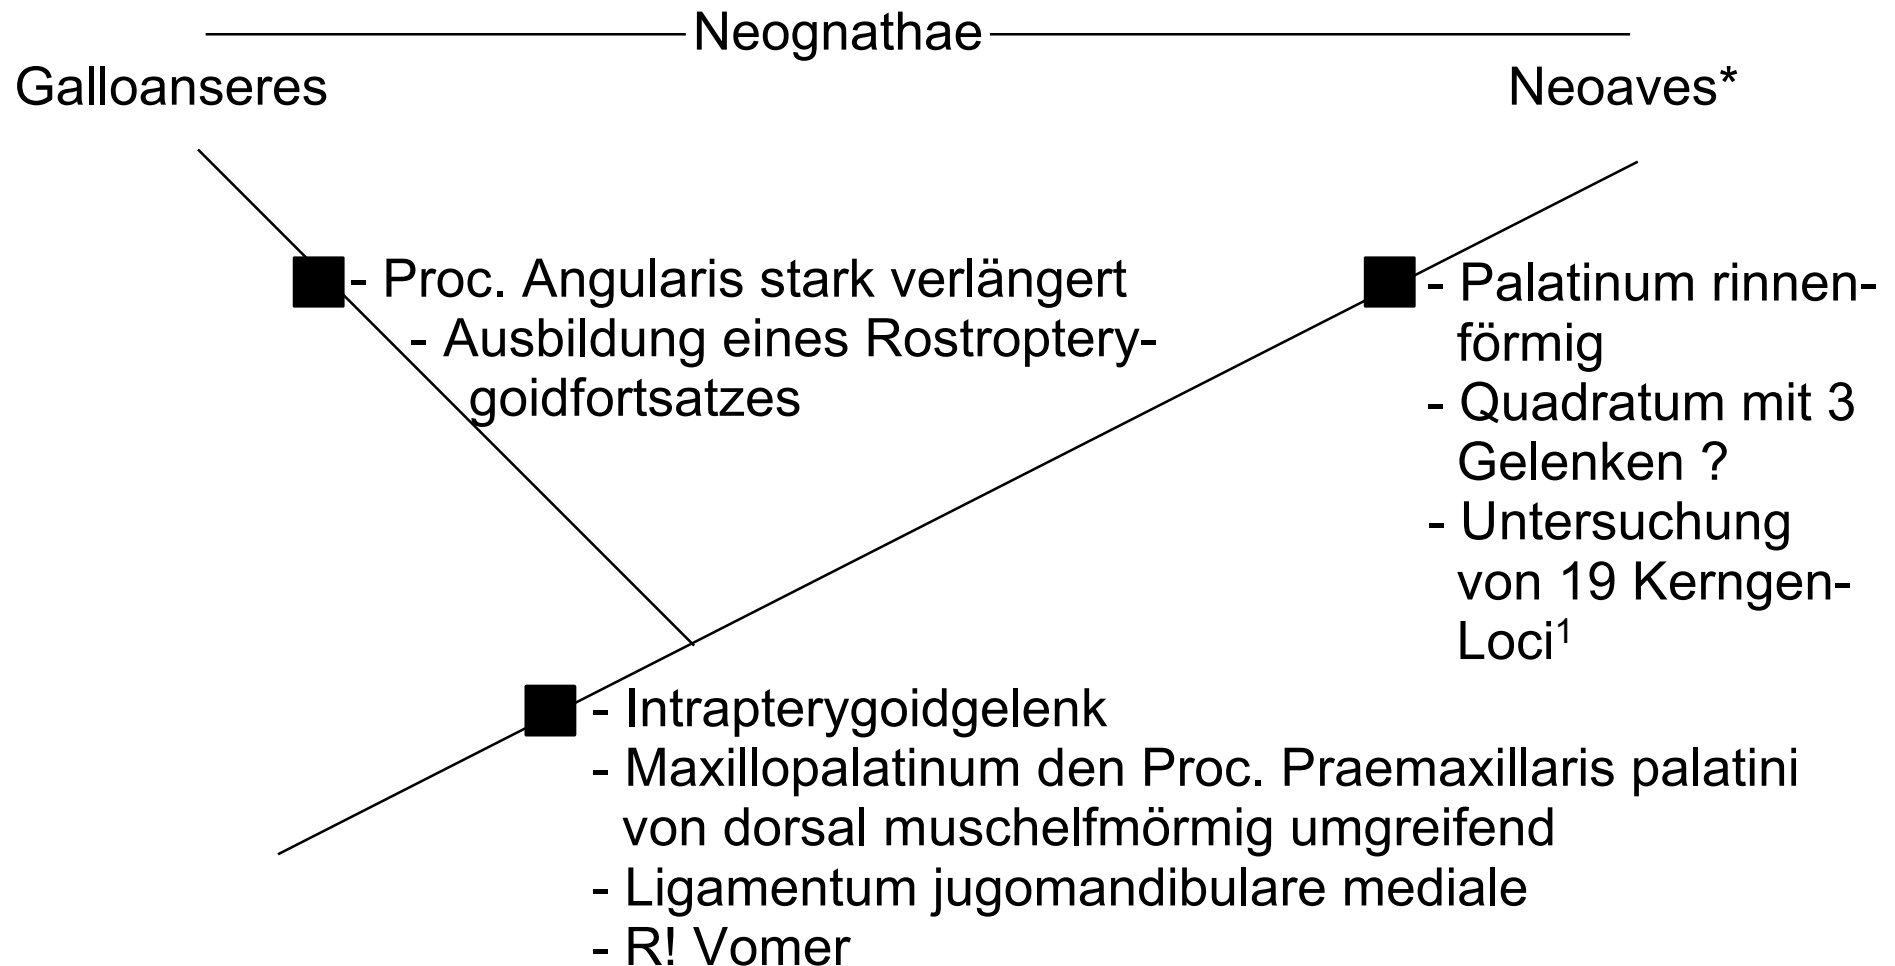 Neognathae
Galloanseres
Neoaves*
- Proc. Angularis stark verlängert
- Ausbildung eines Rostroptery-
goidfortsatzes
- Palatinum rinnen-
förmig
- Quadratum mit 3
Gelenken ?
- Untersuchung
von 19 Kerngen-
Loci¹
- Intrapterygoidgelenk
- Maxillopalatinum den Proc. Praemaxillaris palatini
von dorsal muschelfmörmig umgreifend
- Ligamentum jugomandibulare mediale
- R! Vomer